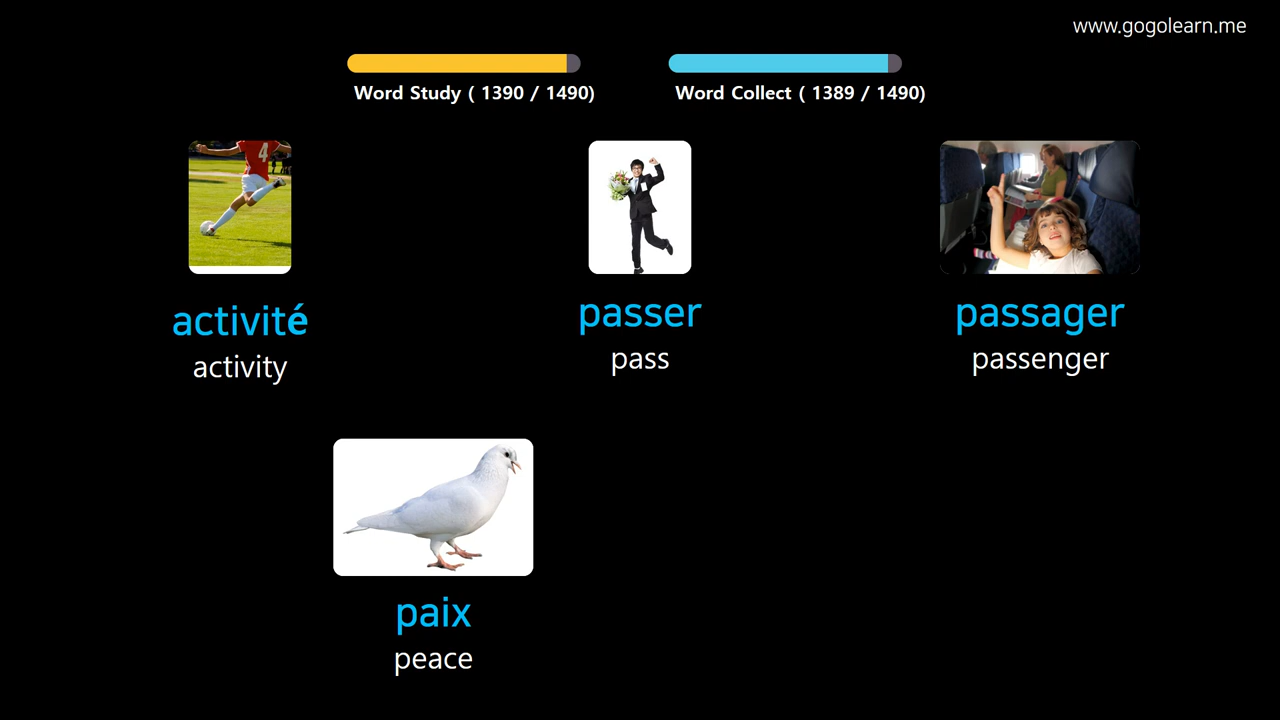 www.gogolearn.me
Word Study ( 1390 / 1490)
Word Collect ( 1389 / 1490)
4
activité
activity
passer
pass
passager
passenger
paix
peace